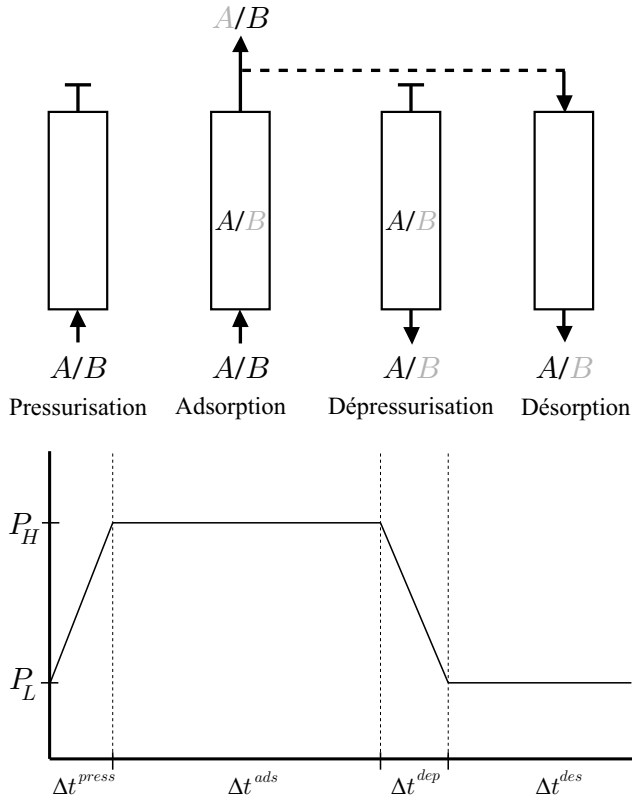 A/B
A/B A/B
A/B A/B A/B A/B
Pressurisation Adsorption Dépressurisation Désorption
P_H
P_L
Δt^{press} Δt^{ads} Δt^{dep} Δt^{des}